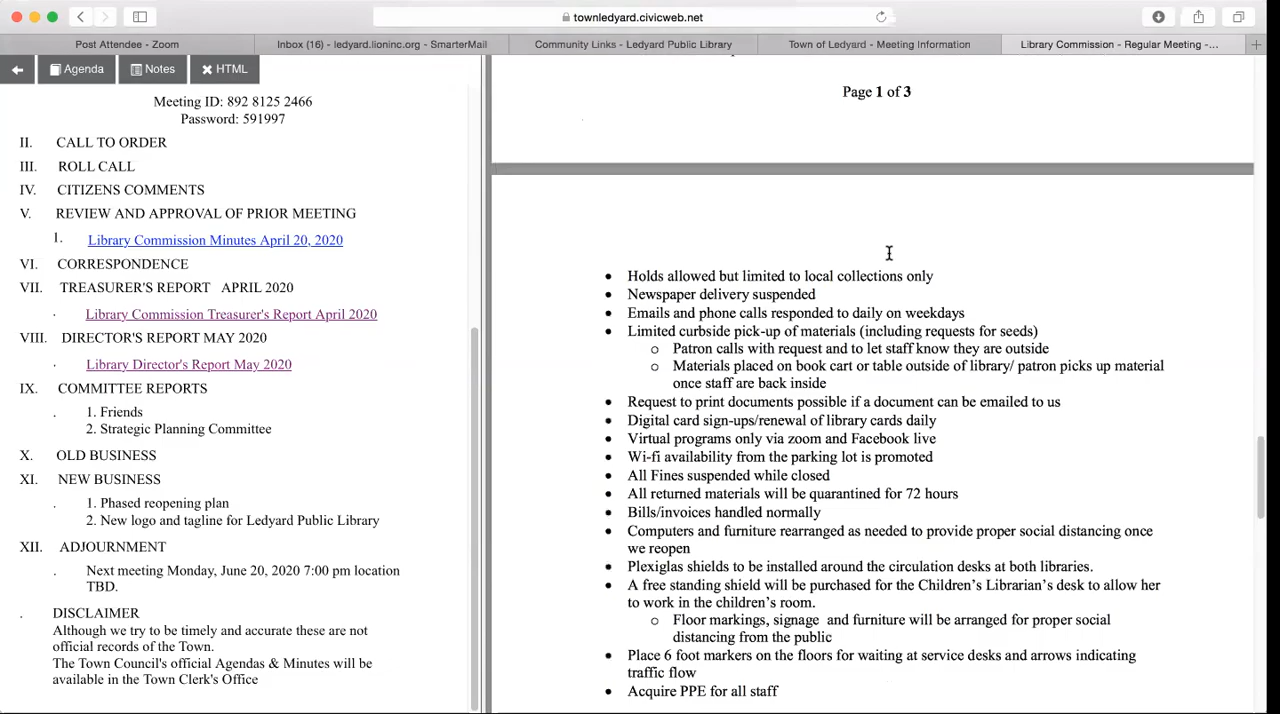 townledyard.civicweb.net
Post Attendee - Zoom
Inbox (16) - ledyard.lioninc.org - SmarterMail
Community Links - Ledyard Public Library
Town of Ledyard - Meeting Information
Library Commission - Regular Meeting -...
Agenda
Notes
HTML
Meeting ID: 892 8125 2466
Password: 591997
II. CALL TO ORDER
III. ROLL CALL
IV. CITIZENS COMMENTS
V. REVIEW AND APPROVAL OF PRIOR MEETING
1. Library Commission Minutes April 20, 2020
VI. CORRESPONDENCE
VII. TREASURER'S REPORT APRIL 2020
. Library Commission Treasurer's Report April 2020
VIII. DIRECTOR'S REPORT MAY 2020
. Library Director's Report May 2020
IX. COMMITTEE REPORTS
. 1. Friends
2. Strategic Planning Committee
X. OLD BUSINESS
XI. NEW BUSINESS
. 1. Phased reopening plan
2. New logo and tagline for Ledyard Public Library
XII. ADJOURNMENT
. Next meeting Monday, June 20, 2020 7:00 pm location
TBD.
. DISCLAIMER
Although we try to be timely and accurate these are not
official records of the Town.
The Town Council's official Agendas & Minutes will be
available in the Town Clerk's Office
Page 1 of 3
• Holds allowed but limited to local collections only
• Newspaper delivery suspended
• Emails and phone calls responded to daily on weekdays
• Limited curbside pick-up of materials (including requests for seeds)
o Patron calls with request and to let staff know they are outside
o Materials placed on book cart or table outside of library/ patron picks up material
once staff are back inside
• Request to print documents possible if a document can be emailed to us
• Digital card sign-ups/renewal of library cards daily
• Virtual programs only via zoom and Facebook live
• Wi-fi availability from the parking lot is promoted
• All Fines suspended while closed
• All returned materials will be quarantined for 72 hours
• Bills/invoices handled normally
• Computers and furniture rearranged as needed to provide proper social distancing once
we reopen
• Plexiglas shields to be installed around the circulation desks at both libraries.
• A free standing shield will be purchased for the Children's Librarian's desk to allow her
to work in the children's room.
o Floor markings, signage and furniture will be arranged for proper social
distancing from the public
• Place 6 foot markers on the floors for waiting at service desks and arrows indicating
traffic flow
• Acquire PPE for all staff